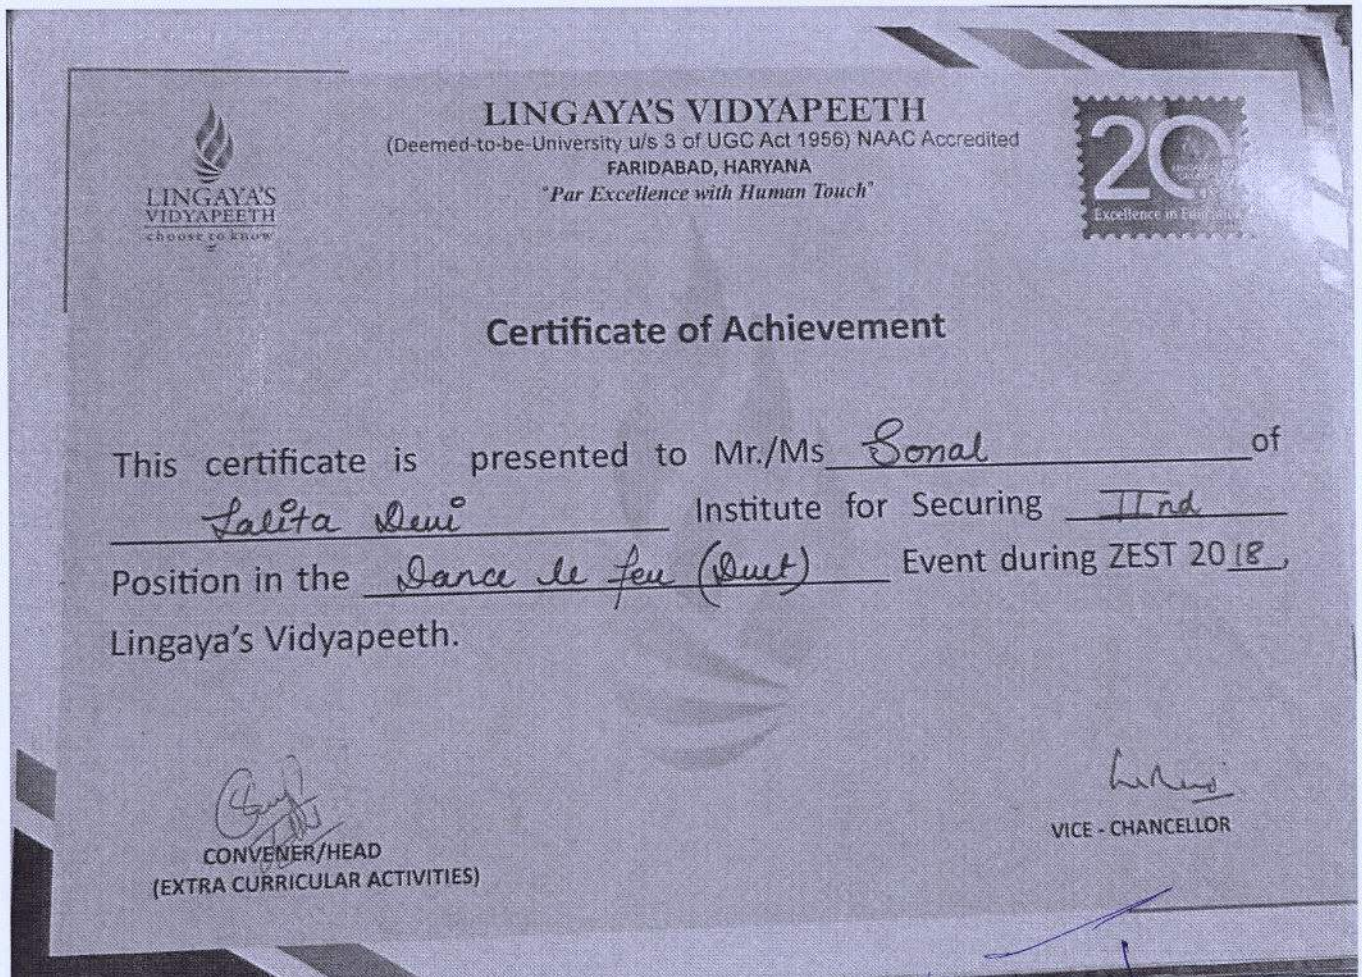 LINGAYA'S VIDYAPEETH
(Deemed-to-be-University u/s 3 of UGC Act 1956) NAAC Accredited
FARIDABAD, HARYANA
"Par Excellence with Human Touch"
LINGAYA'S
VIDYAPEETH
choose to know
20
Excellence in Education
Certificate of Achievement
This certificate is presented to Mr./Ms Sonal of
Lalita Devi Institute for Securing IInd
Position in the Dance le feu (Duet) Event during ZEST 2018,
Lingaya's Vidyapeeth.
CONVENER/HEAD
(EXTRA CURRICULAR ACTIVITIES)
VICE - CHANCELLOR